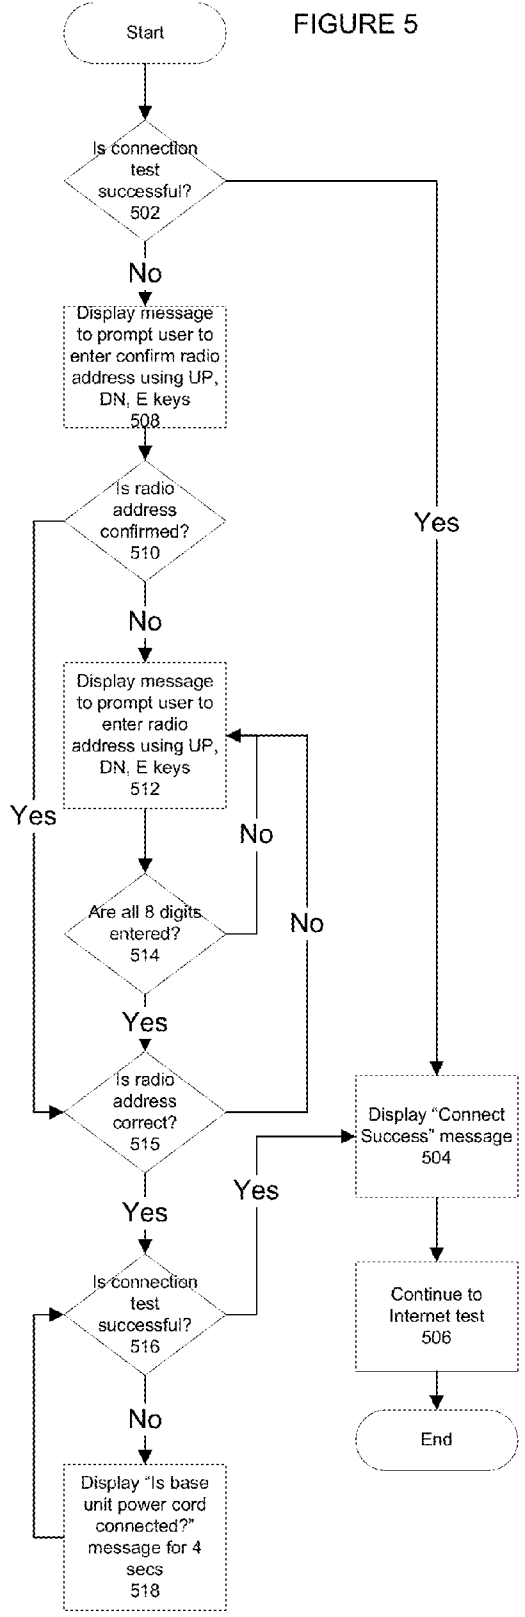 FIGURE 5
Start
Is connection
test
successful?
502
No
Display message
to prompt user to
enter confirm radio
address using UP,
DN, E keys
508
Is radio
address
confirmed?
510
Yes
No
Display message
to prompt user to
enter radio
address using UP,
DN, E keys
512
Yes
No
Are all 8 digits
entered?
514
No
Yes
Is radio
address
correct?
515
Display “Connect
Success” message
504
Yes
Yes
Is connection
test
successful?
516
Continue to
Internet test
506
No
End
Display “Is base
unit power cord
connected?”
message for 4
secs
518